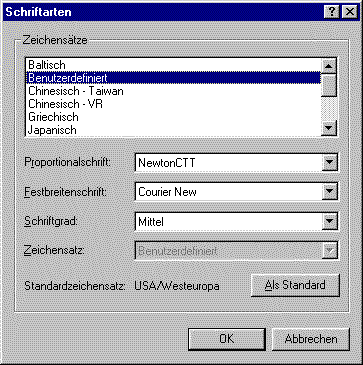 Schriftarten
Zeichensätze
Baltisch
Benutzerdefiniert
Chinesisch - Taiwan
Chinesisch - VR
Griechisch
Japanisch
Proportionalschrift: NewtonCTT
Festbreitenschrift: Courier New
Schriftgrad: Mittel
Zeichensatz: Benutzerdefiniert
Standardzeichensatz: USA/Westeuropa Als Standard
OK Abbrechen